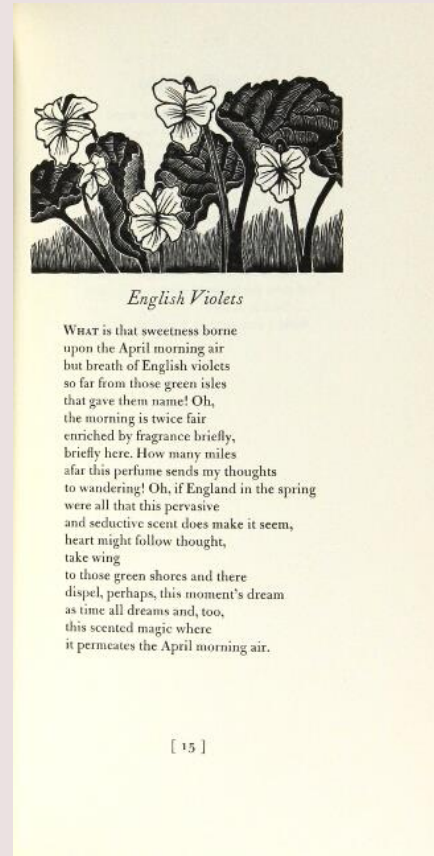 English Violets
WHAT is that sweetness borne
upon the April morning air
but breath of English violets
so far from those green isles
that gave them name! Oh,
the morning is twice fair
enriched by fragrance briefly,
briefly here. How many miles
afar this perfume sends my thoughts
to wandering! Oh, if England in the spring
were all that this pervasive
and seductive scent does make it seem,
heart might follow thought,
take wing
to those green shores and there
dispel, perhaps, this moment's dream
as time all dreams and, too,
this scented magic where
it permeates the April morning air.
[ 15 ]